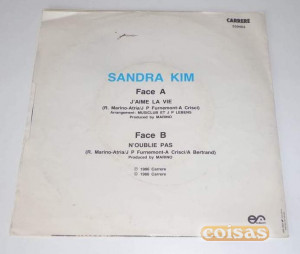 CARRERE
SANDRA KIM
Face A
J'AIME LA VIE
(R. Marino-Atria/J P Furnemont-A Crisci)
Arrangement: MUSICLUB ET J P LEBENS
Produced by MARINO
Face B
N'OUBLIE PAS
(R. Marino-Atria/J P Furnemont-A Crisci/A Bertrand)
Produced by MARINO
℗ 1986 Carrere
© 1986 Carrere
coisas